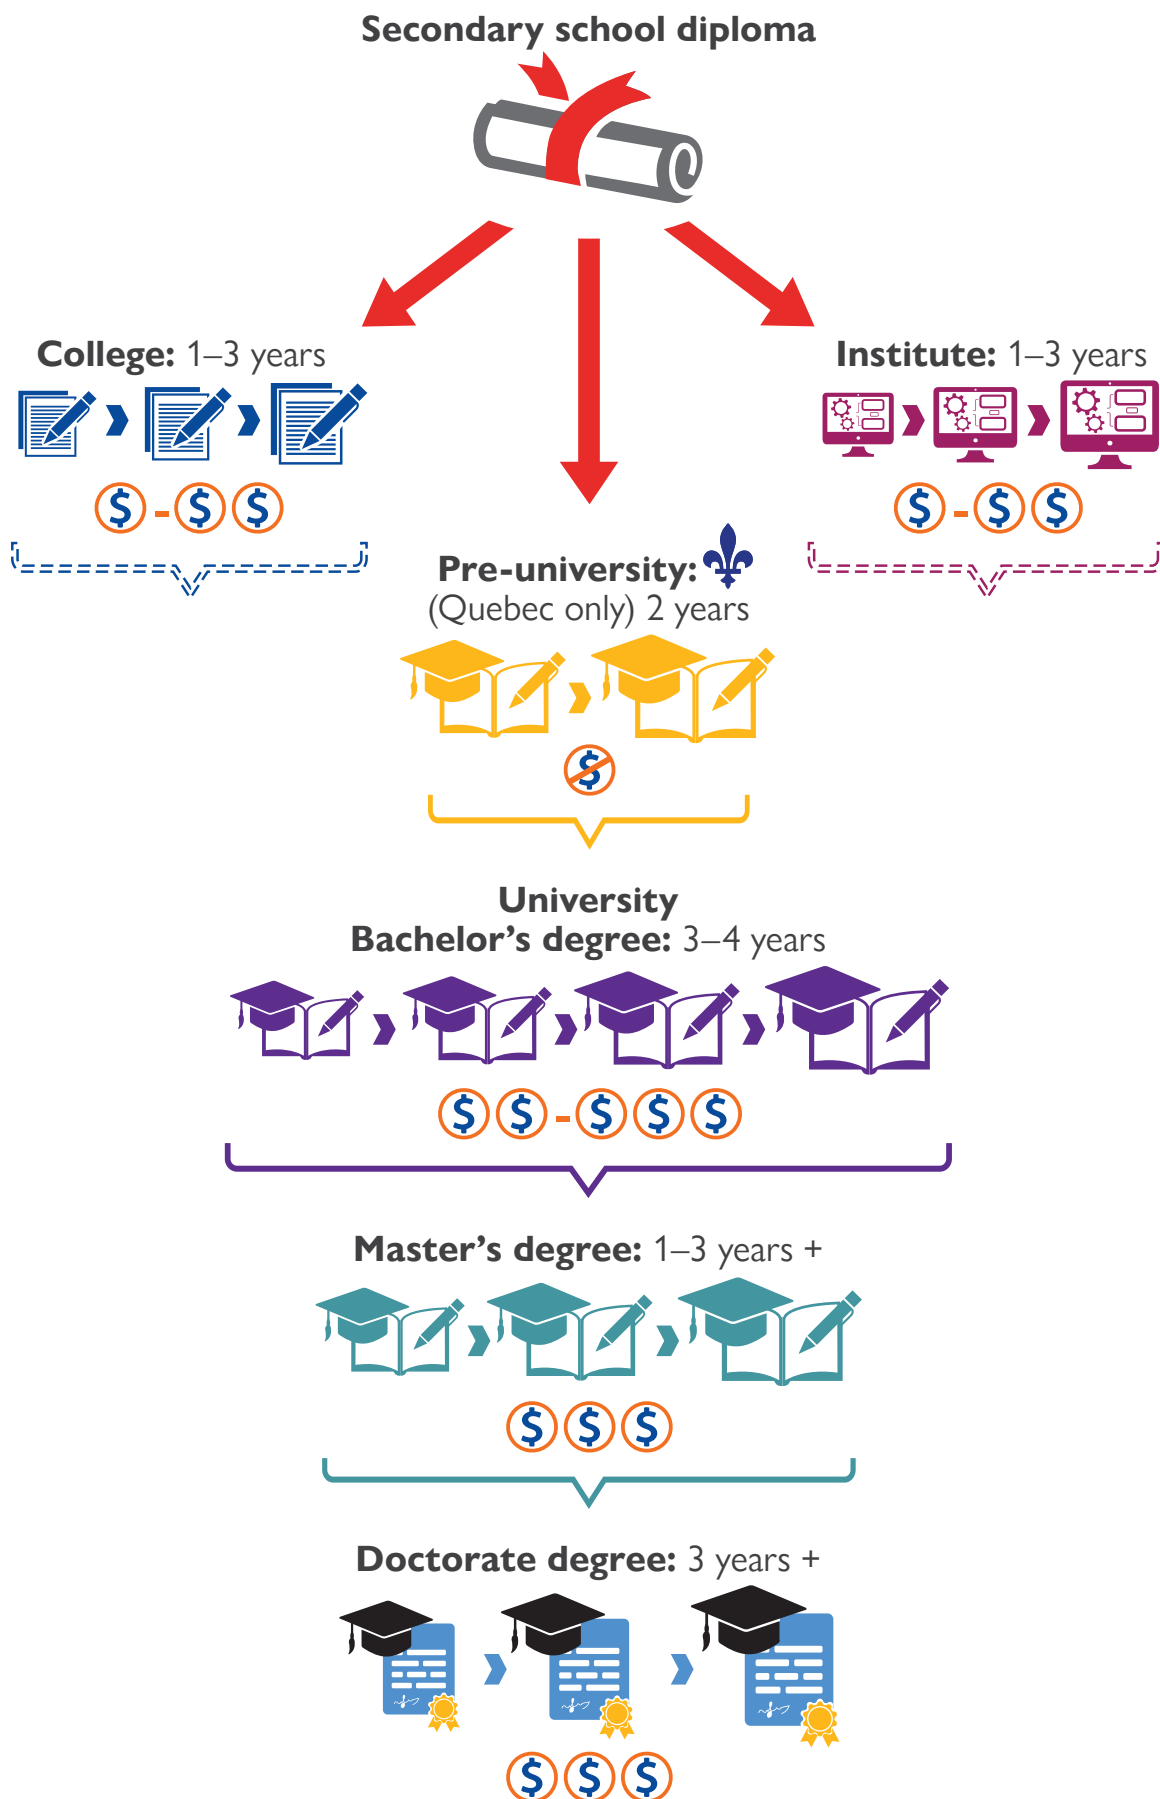 Secondary school diploma
College: 1–3 years
Institute: 1–3 years
$ - $ $
$ - $ $
Pre-university:
(Quebec only) 2 years
$
University
Bachelor’s degree: 3–4 years
$ $ - $ $ $
Master’s degree: 1–3 years +
$ $ $
Doctorate degree: 3 years +
$ $ $